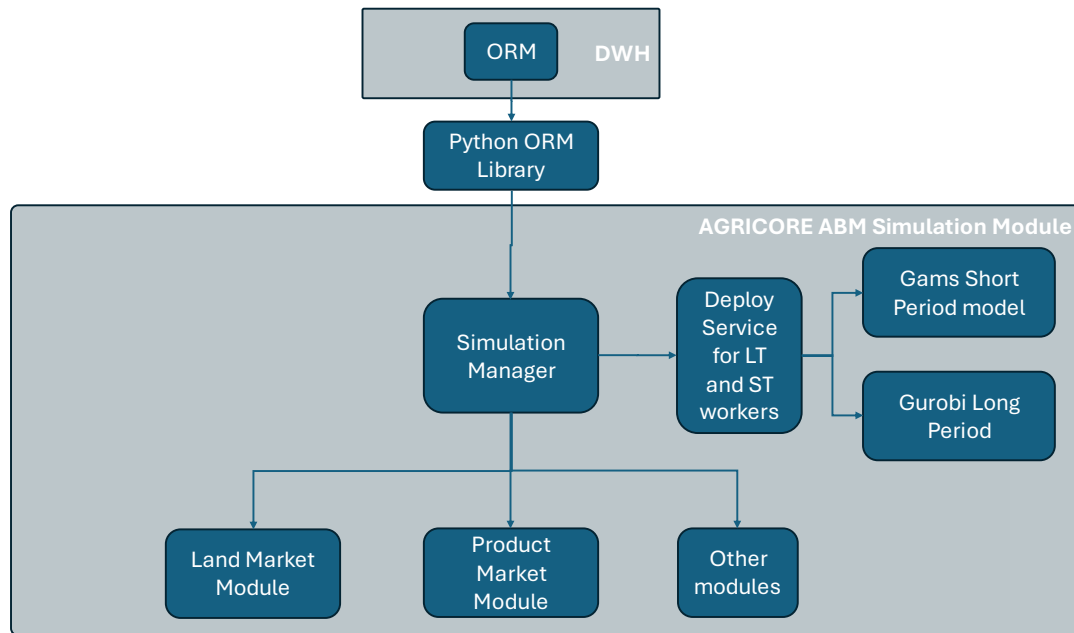 ORM
DWH
Python ORM
Library
AGRICORE ABM Simulation Module
Gams Short
Period model
Deploy
Service
for LT
and ST
workers
Simulation
Manager
Gurobi Long
Period
Land Market
Module
Product
Market
Module
Other
modules